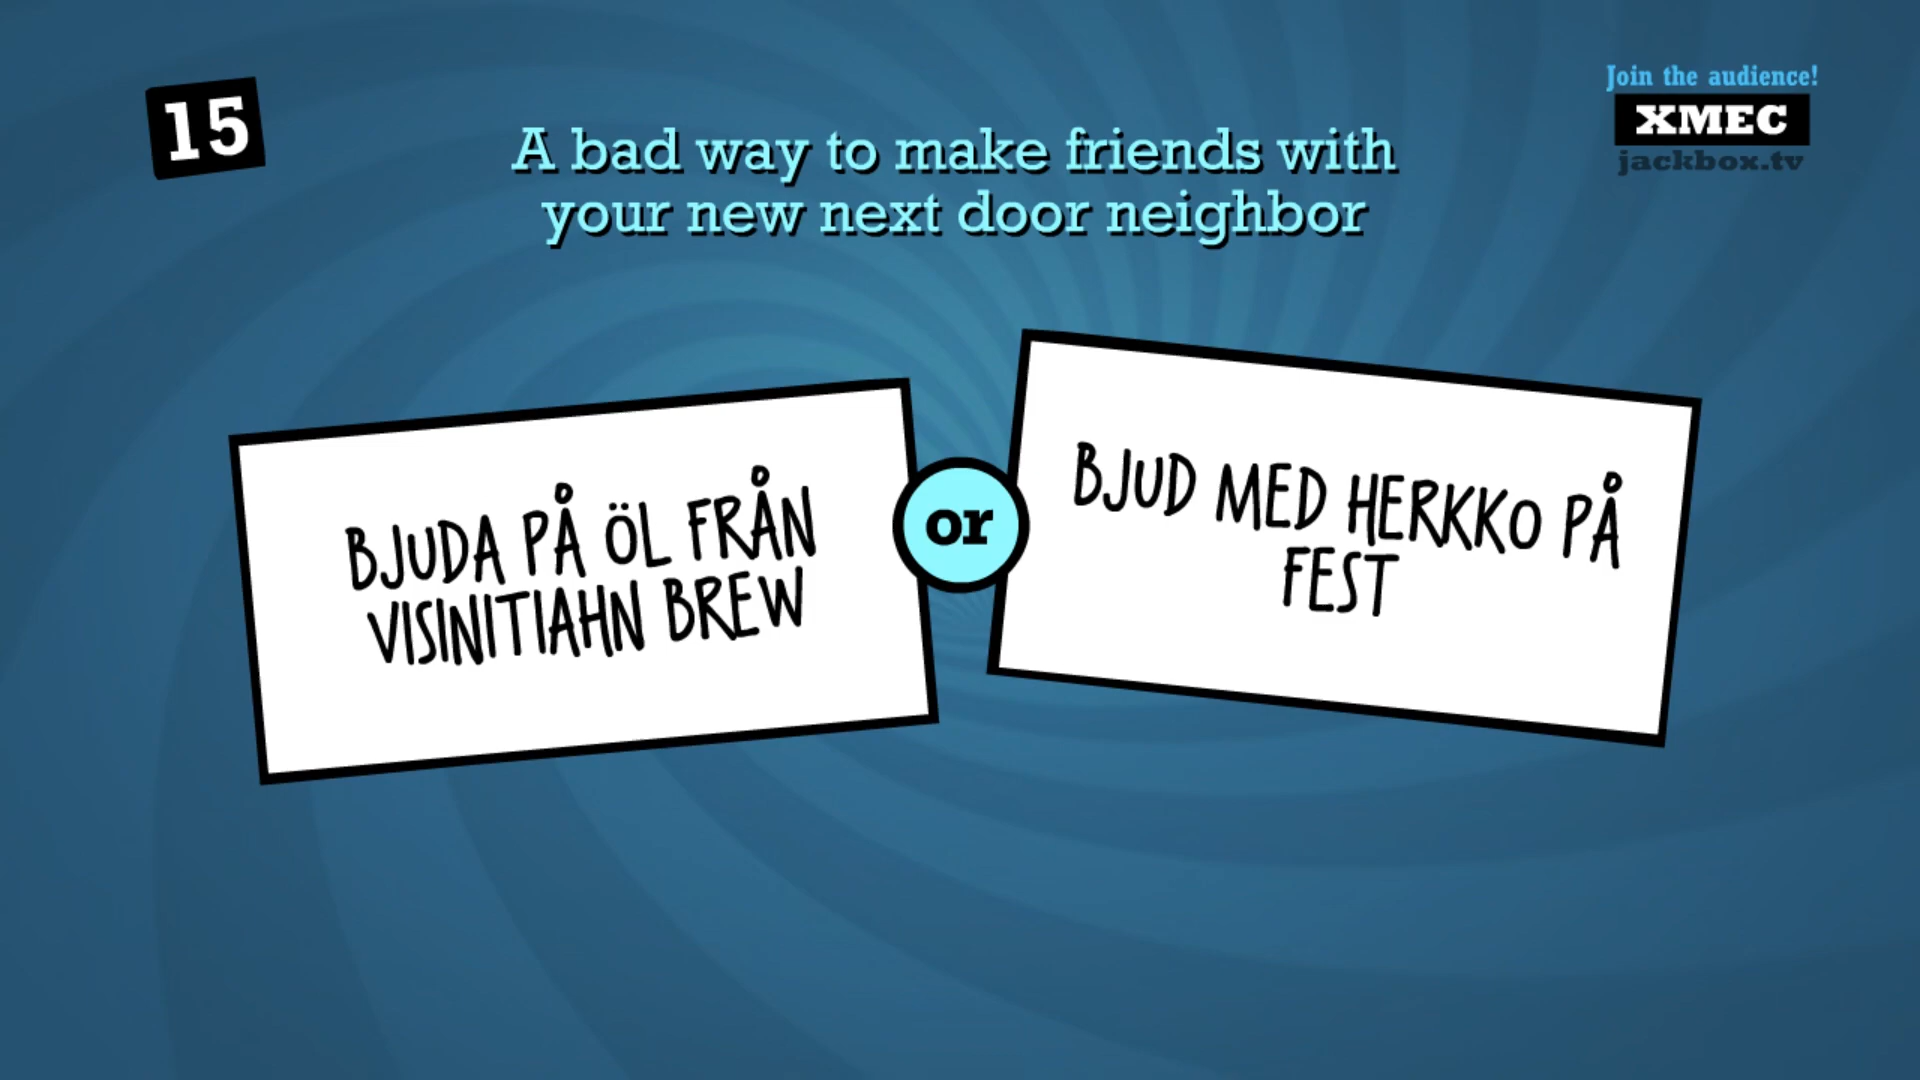 15
A bad way to make friends with
your new next door neighbor
Join the audience!
XMEC
jackbox.tv
BJUDA PÅ ÖL FRÅN
VISINITIAHN BREW
or
BJUD MED HERKKO PÅ
FEST